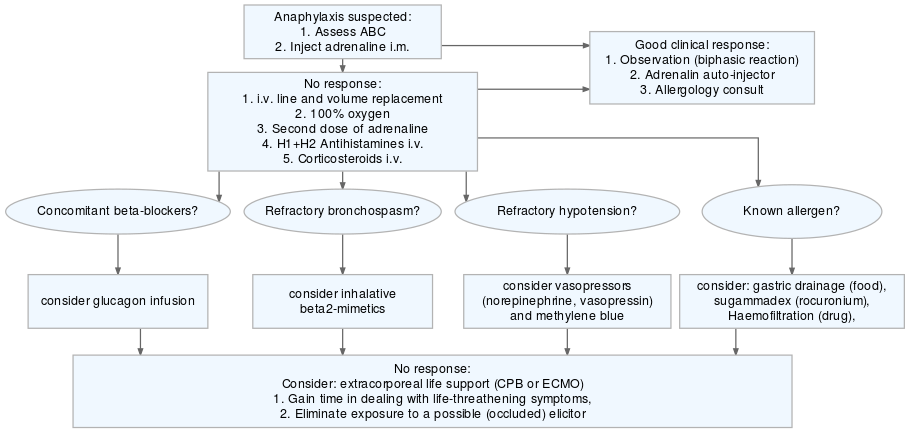 Anaphylaxis suspected:
1. Assess ABC
2. Inject adrenaline i.m.
Good clinical response:
1. Observation (biphasic reaction)
2. Adrenalin auto-injector
3. Allergology consult
No response:
1. i.v. line and volume replacement
2. 100% oxygen
3. Second dose of adrenaline
4. H1+H2 Antihistamines i.v.
5. Corticosteroids i.v.
Concomitant beta-blockers?
Refractory bronchospasm?
Refractory hypotension?
Known allergen?
consider glucagon infusion
consider inhalative
beta2-mimetics
consider vasopressors
(norepinephrine, vasopressin)
and methylene blue
consider: gastric drainage (food),
sugammadex (rocuronium),
Haemofiltration (drug),
No response:
Consider: extracorporeal life support (CPB or ECMO)
1. Gain time in dealing with life-threathening symptoms,
2. Eliminate exposure to a possible (occluded) elicitor